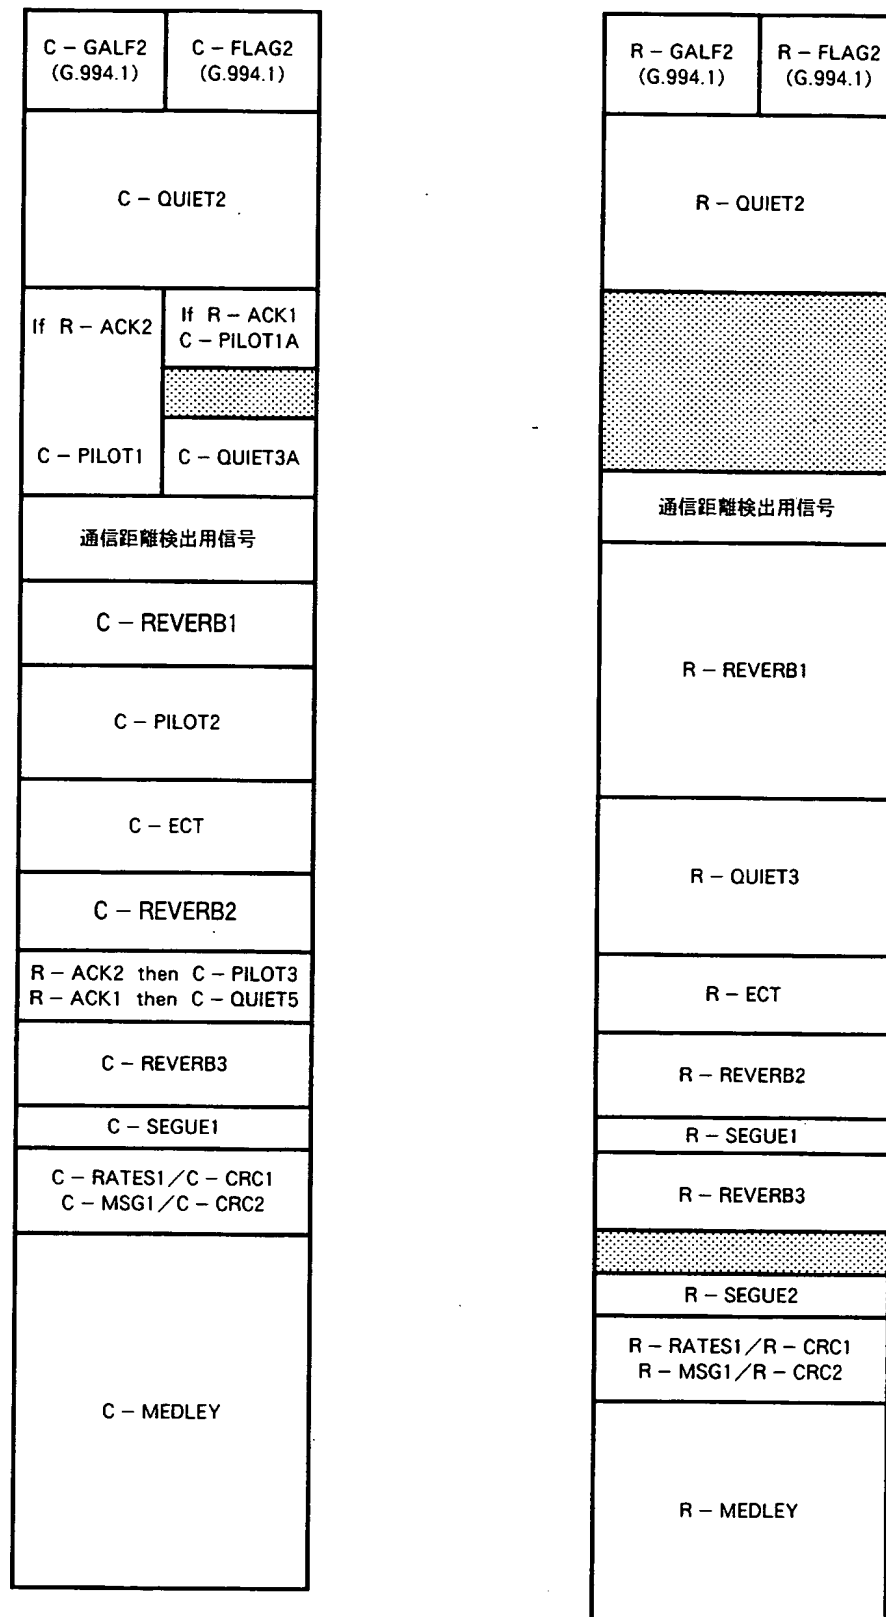 C – GALF2
(G.994.1)
C – FLAG2
(G.994.1)
C – QUIET2
If R – ACK2
C – PILOT1
If R – ACK1
C – PILOT1A
C – QUIET3A
通信距離検出用信号
C – REVERB1
C – PILOT2
C – ECT
C – REVERB2
R – ACK2 then C – PILOT3
R – ACK1 then C – QUIET5
C – REVERB3
C – SEGUE1
C – RATES1／C – CRC1
C – MSG1／C – CRC2
C – MEDLEY
R – GALF2
(G.994.1)
R – FLAG2
(G.994.1)
R – QUIET2
通信距離検出用信号
R – REVERB1
R – QUIET3
R – ECT
R – REVERB2
R – SEGUE1
R – REVERB3
R – SEGUE2
R – RATES1／R – CRC1
R – MSG1／R – CRC2
R – MEDLEY